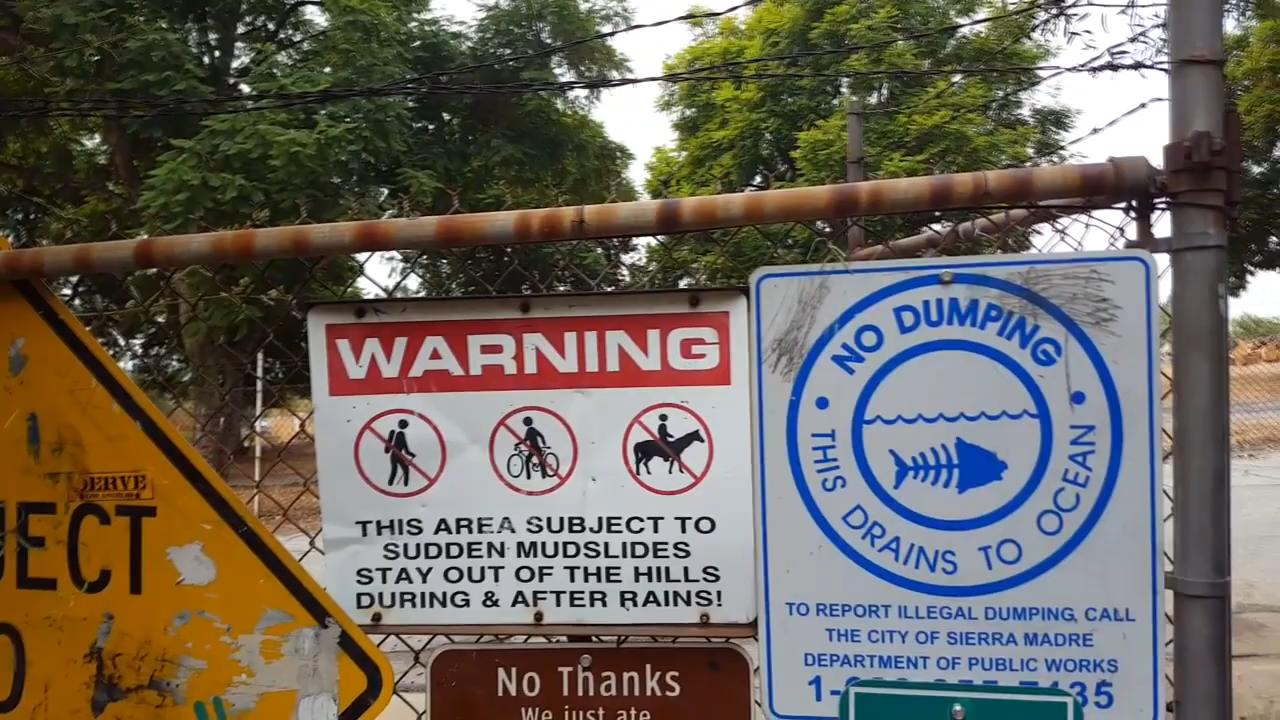 DERVE
JECT
WARNING
THIS AREA SUBJECT TO
SUDDEN MUDSLIDES
STAY OUT OF THE HILLS
DURING & AFTER RAINS!
No Thanks
We just ate
NO DUMPING
• THIS DRAINS TO OCEAN •
TO REPORT ILLEGAL DUMPING, CALL
THE CITY OF SIERRA MADRE
DEPARTMENT OF PUBLIC WORKS